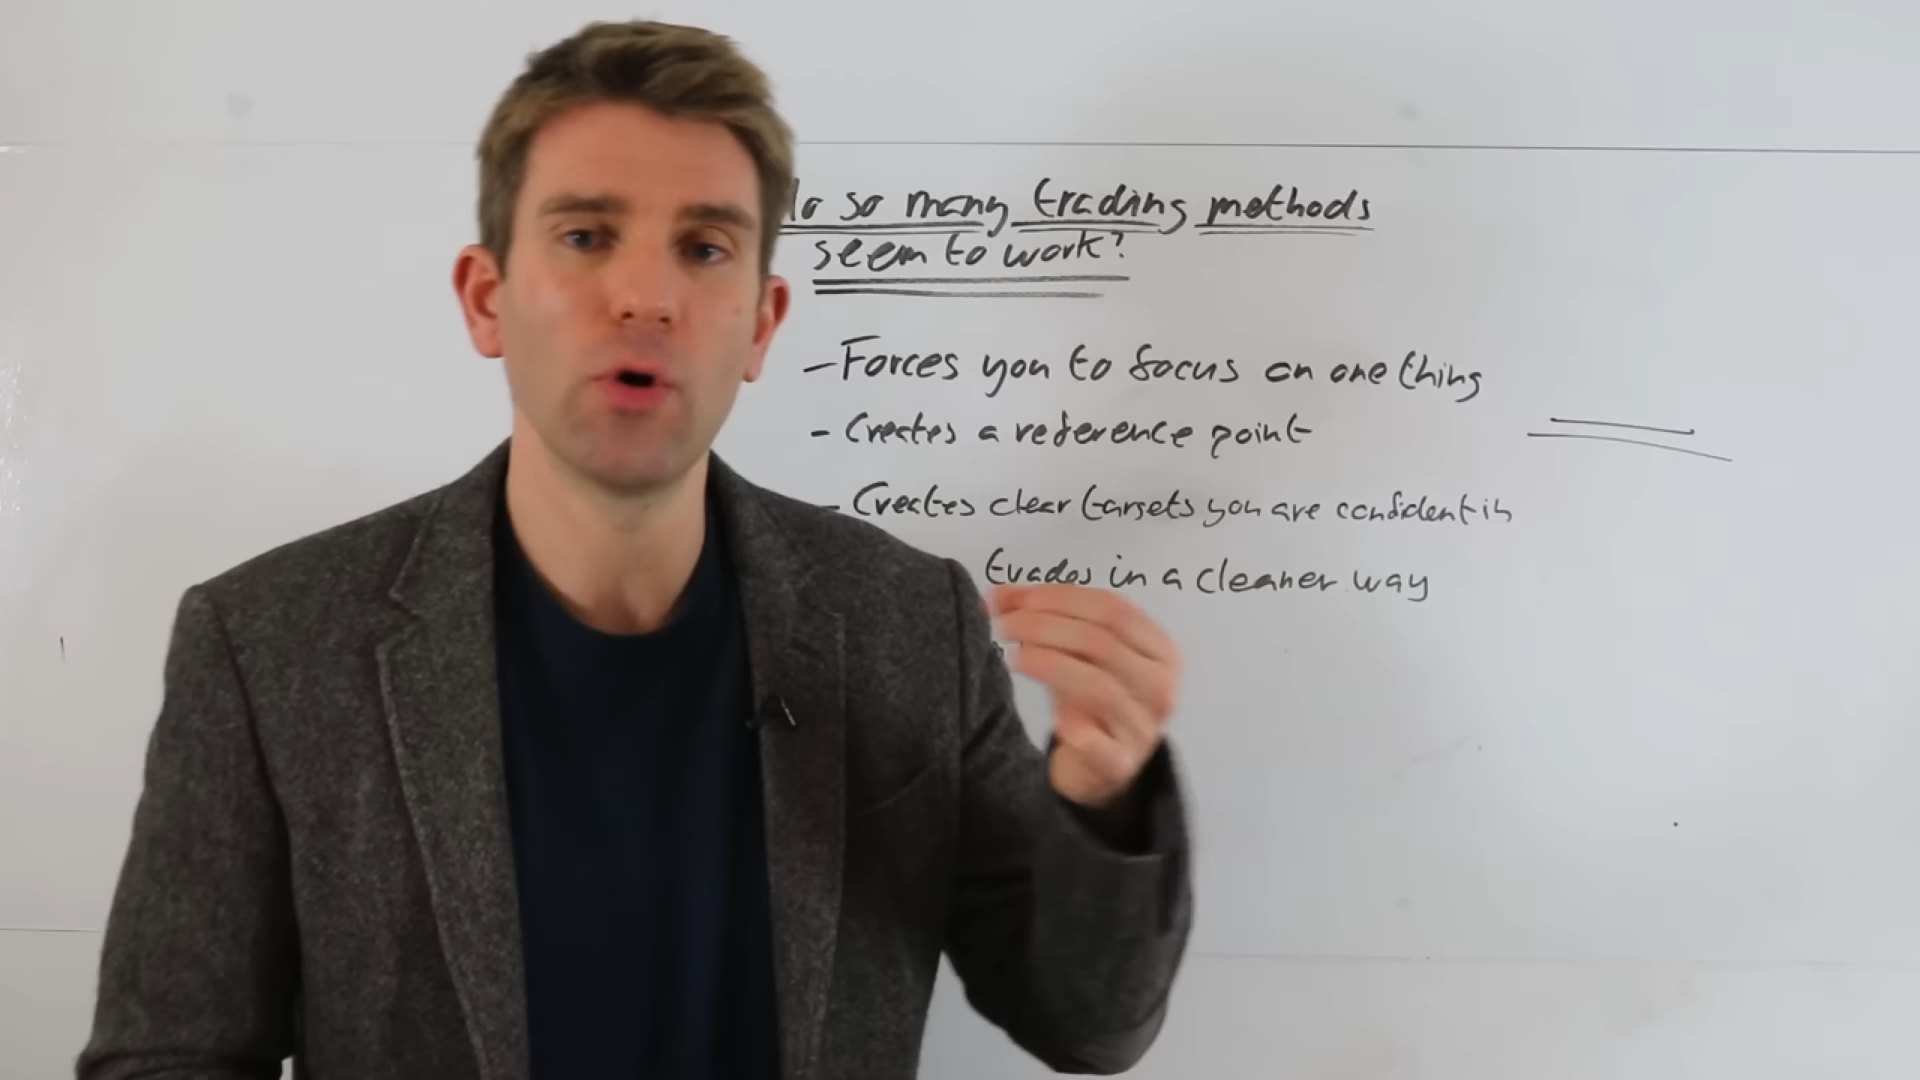 do so many trading methods
seem to work?
- Forces you to focus on one thing
- Creates a reference point
- Creates clear targets you are confident in
trades in a cleaner way